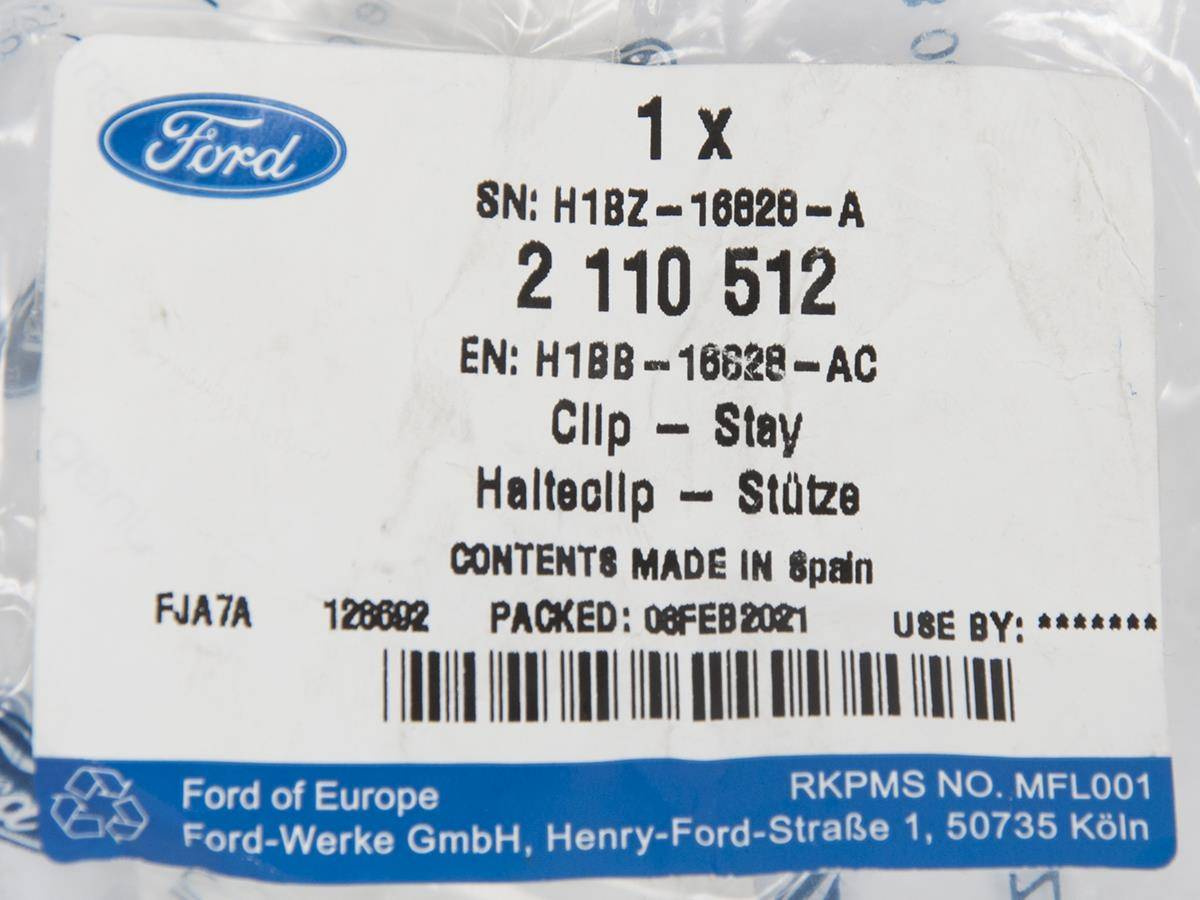 Ford
1 x
SN: H1BZ-16828-A
2 110 512
EN: H1BB-16828-AC
Clip - Stay
Halteclip - Stütze
CONTENTS MADE IN Spain
FJA7A 128692 PACKED: 08FEB2021 USE BY: *******
Ford of Europe RKPMS NO. MFL001
Ford-Werke GmbH, Henry-Ford-Straße 1, 50735 Köln